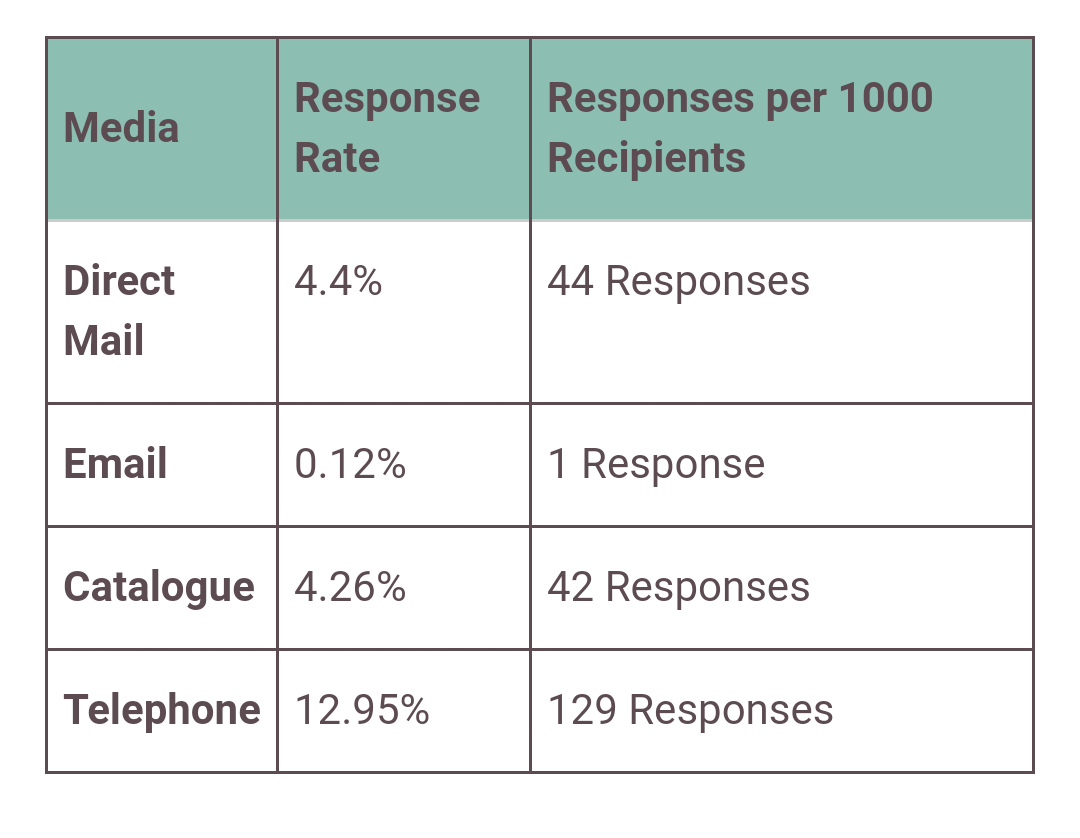 Media
Response
Rate
Responses per 1000
Recipients
Direct
Mail
4.4%
44 Responses
Email
0.12%
1 Response
Catalogue
4.26%
42 Responses
Telephone
12.95%
129 Responses